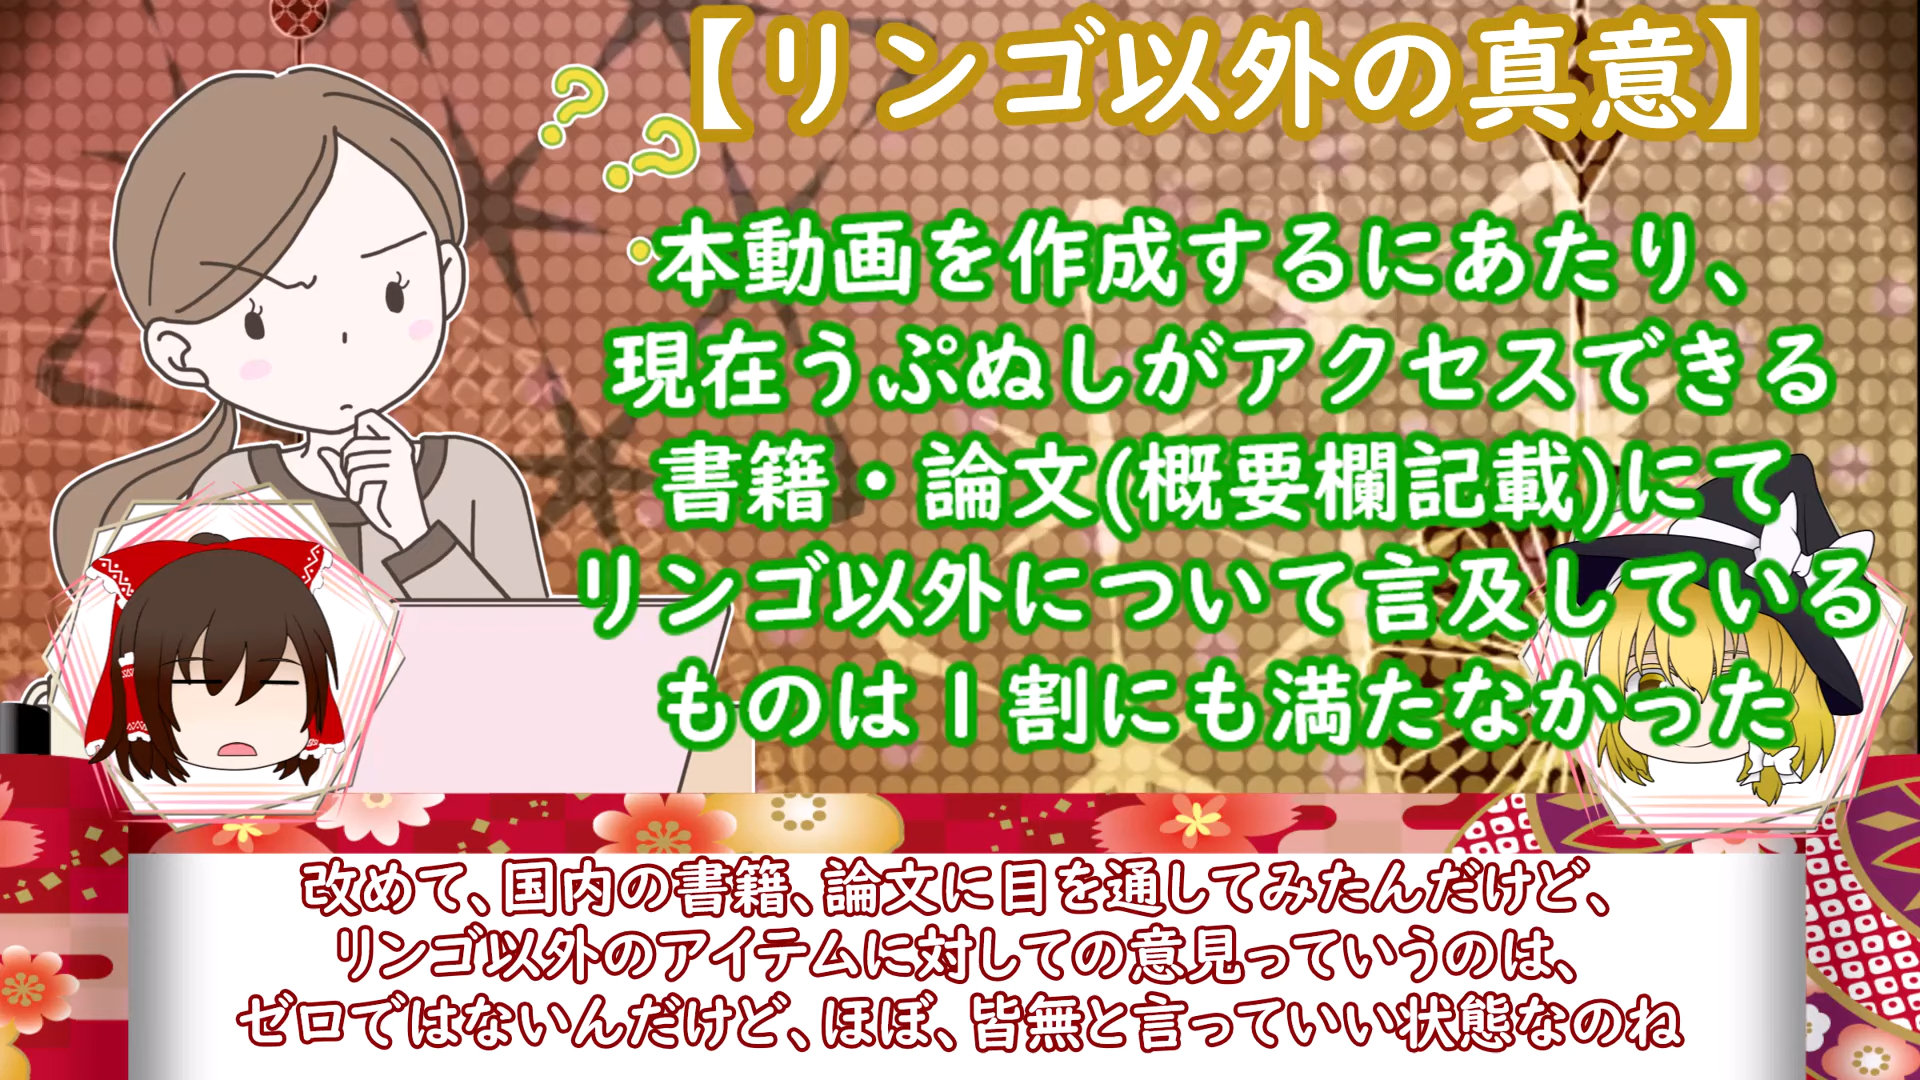 【リンゴ以外の真意】
本動画を作成するにあたり、
現在うぷぬしがアクセスできる
書籍・論文(概要欄記載)にて
リンゴ以外について言及している
ものは1割にも満たなかった
改めて、国内の書籍、論文に目を通してみたんだけど、
リンゴ以外のアイテムに対しての意見っていうのは、
ゼロではないんだけど、ほぼ、皆無と言っていい状態なのね